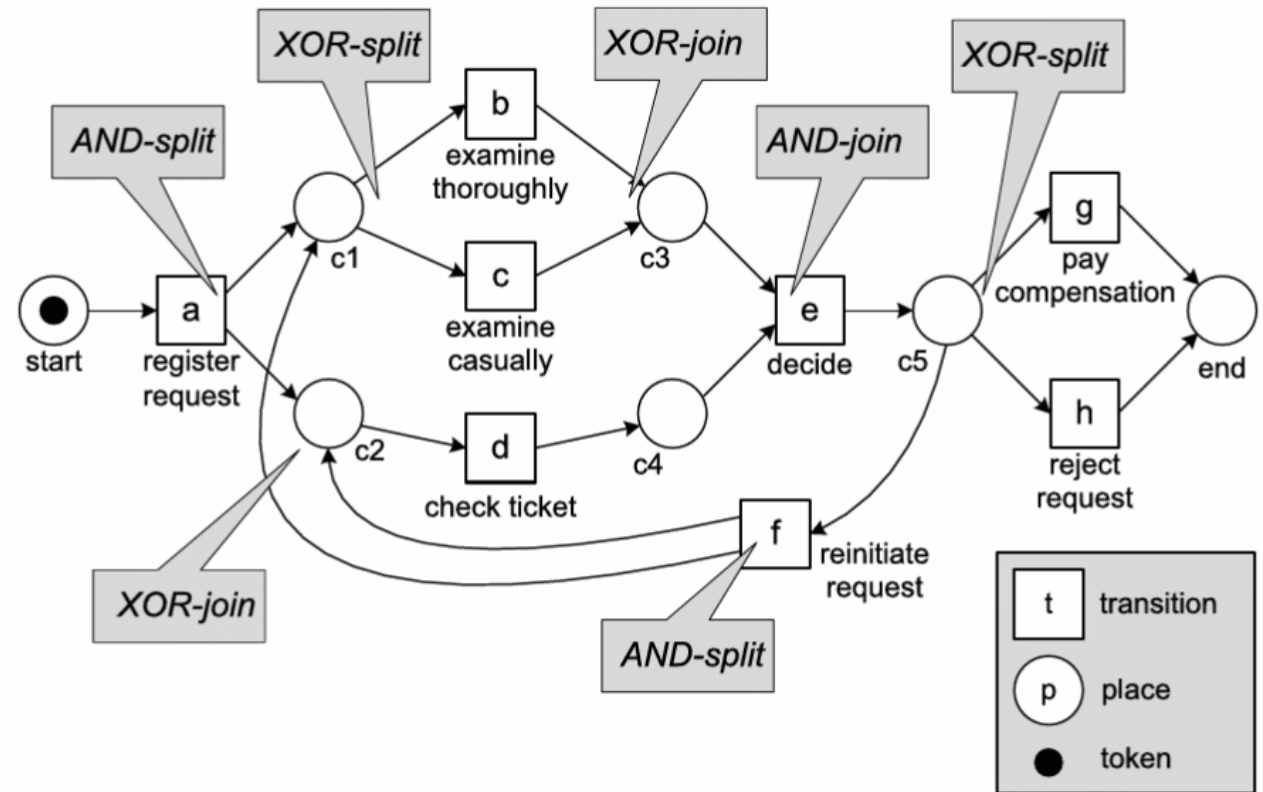 XOR-split
XOR-join
XOR-split
AND-split
AND-join
b
examine
thoroughly
g
pay
compensation
c1
c3
c
examine
casually
start
a
register
request
e
decide
c5
end
c2
d
check ticket
c4
h
reject
request
f
reinitiate
request
XOR-join
AND-split
t
transition
p
place
token